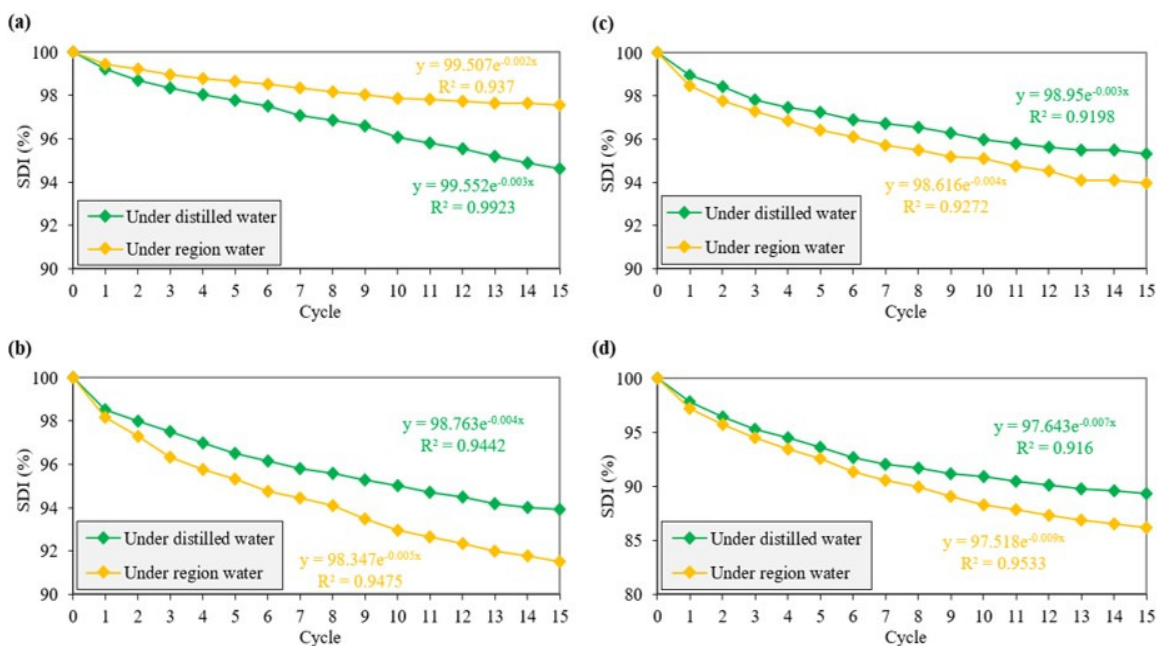 (a)
100
98
96
94
92
90
SDI (%)
y = 99.507e^-0.002x
R² = 0.937
y = 99.552e^-0.003x
R² = 0.9923
Under distilled water
Under region water
0 1 2 3 4 5 6 7 8 9 10 11 12 13 14 15
Cycle
(c)
100
98
96
94
92
90
SDI (%)
y = 98.95e^-0.003x
R² = 0.9198
y = 98.616e^-0.004x
R² = 0.9272
Under distilled water
Under region water
0 1 2 3 4 5 6 7 8 9 10 11 12 13 14 15
Cycle
(b)
100
98
96
94
92
90
SDI (%)
y = 98.763e^-0.004x
R² = 0.9442
Under distilled water
Under region water
y = 98.347e^-0.005x
R² = 0.9475
0 1 2 3 4 5 6 7 8 9 10 11 12 13 14 15
Cycle
(d)
100
95
90
85
80
SDI (%)
y = 97.643e^-0.007x
R² = 0.916
Under distilled water
Under region water
y = 97.518e^-0.009x
R² = 0.9533
0 1 2 3 4 5 6 7 8 9 10 11 12 13 14 15
Cycle